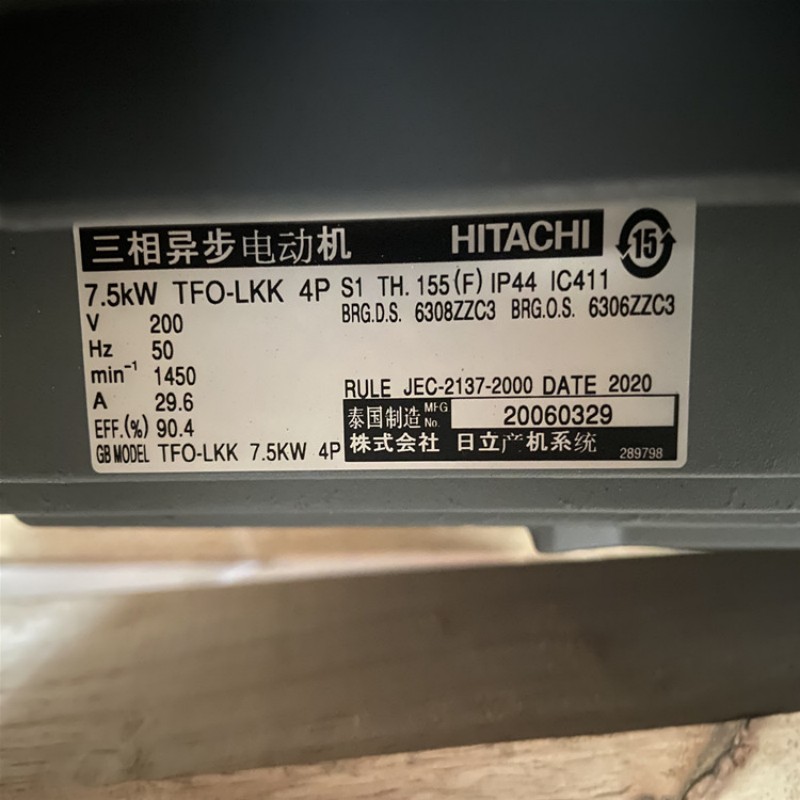 三相异步电动机 HITACHI 15
7.5kW TFO-LKK 4P S1 TH. 155(F) IP44 IC411
BRG.D.S. 6308ZZC3 BRG.O.S. 6306ZZC3
V 200
Hz 50
min⁻¹ 1450
A 29.6
EFF.(%) 90.4
GB MODEL TFO-LKK 7.5KW 4P
RULE JEC-2137-2000 DATE 2020
泰国制造 MFG No. 20060329
株式会社 日立产机系统 289798